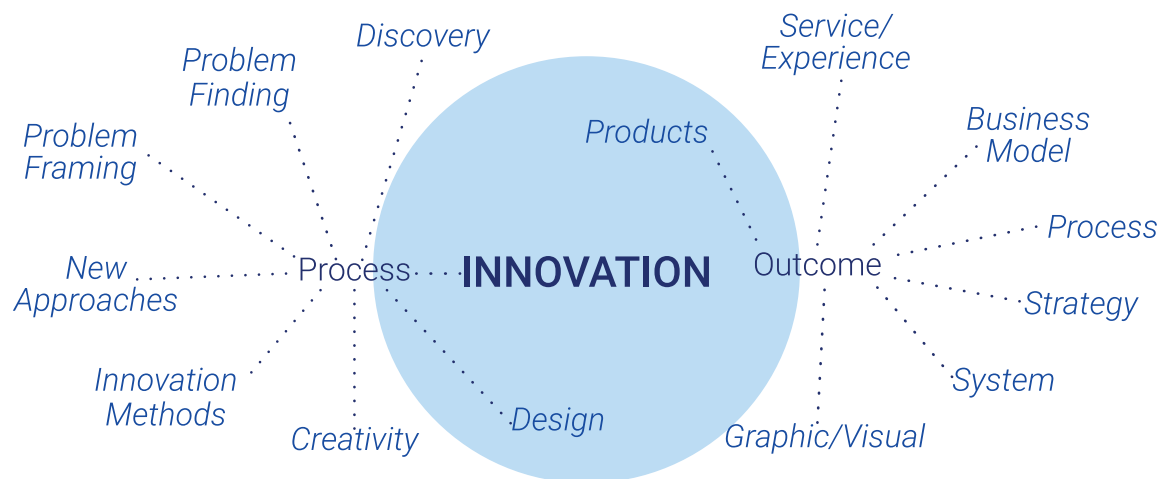 Discovery
Problem
Finding
Problem
Framing
New
Approaches
Innovation
Methods
Creativity
Design
Process
INNOVATION
Products
Outcome
Service/
Experience
Business
Model
Process
Strategy
System
Graphic/Visual